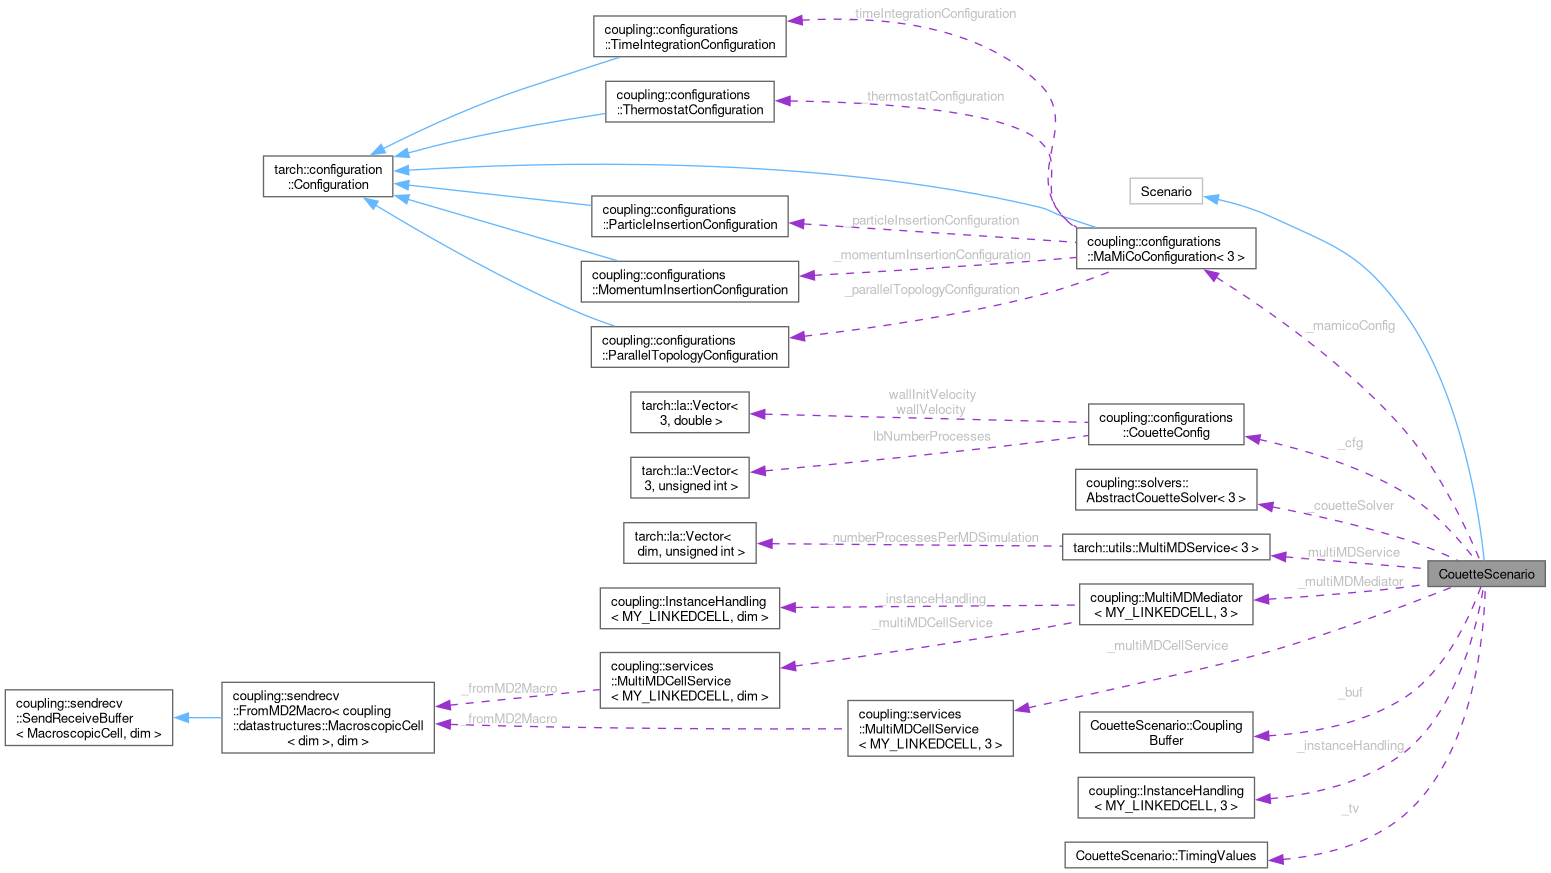 _timeIntegrationConfiguration
coupling::configurations
::TimeIntegrationConfiguration
coupling::configurations
::ThermostatConfiguration
_thermostatConfiguration
tarch::configuration
::Configuration
Scenario
coupling::configurations
::ParticleInsertionConfiguration
_particleInsertionConfiguration
coupling::configurations
::MaMiCoConfiguration< 3 >
coupling::configurations
::MomentumInsertionConfiguration
_momentumInsertionConfiguration
_parallelTopologyConfiguration
coupling::configurations
::ParallelTopologyConfiguration
_mamicoConfig
tarch::la::Vector<
3, double >
wallInitVelocity
wallVelocity
lbNumberProcesses
coupling::configurations
::CouetteConfig
_cfg
tarch::la::Vector<
3, unsigned int >
coupling::solvers::
AbstractCouetteSolver< 3 >
_couetteSolver
tarch::la::Vector<
dim, unsigned int >
_numberProcessesPerMDSimulation
tarch::utils::MultiMDService< 3 >
_multiMDService
CouetteScenario
coupling::InstanceHandling
< MY_LINKEDCELL, dim >
_instanceHandling
coupling::MultiMDMediator
< MY_LINKEDCELL, 3 >
_multiMDMediator
_multiMDCellService
_multiMDCellService
coupling::services
::MultiMDCellService
< MY_LINKEDCELL, dim >
_fromMD2Macro
_fromMD2Macro
coupling::sendrecv
::SendReceiveBuffer
< MacroscopicCell, dim >
coupling::sendrecv
::FromMD2Macro< coupling
::datastructures::MacroscopicCell
< dim >, dim >
coupling::services
::MultiMDCellService
< MY_LINKEDCELL, 3 >
_buf
CouetteScenario::Coupling
Buffer
_instanceHandling
coupling::InstanceHandling
< MY_LINKEDCELL, 3 >
_tv
CouetteScenario::TimingValues